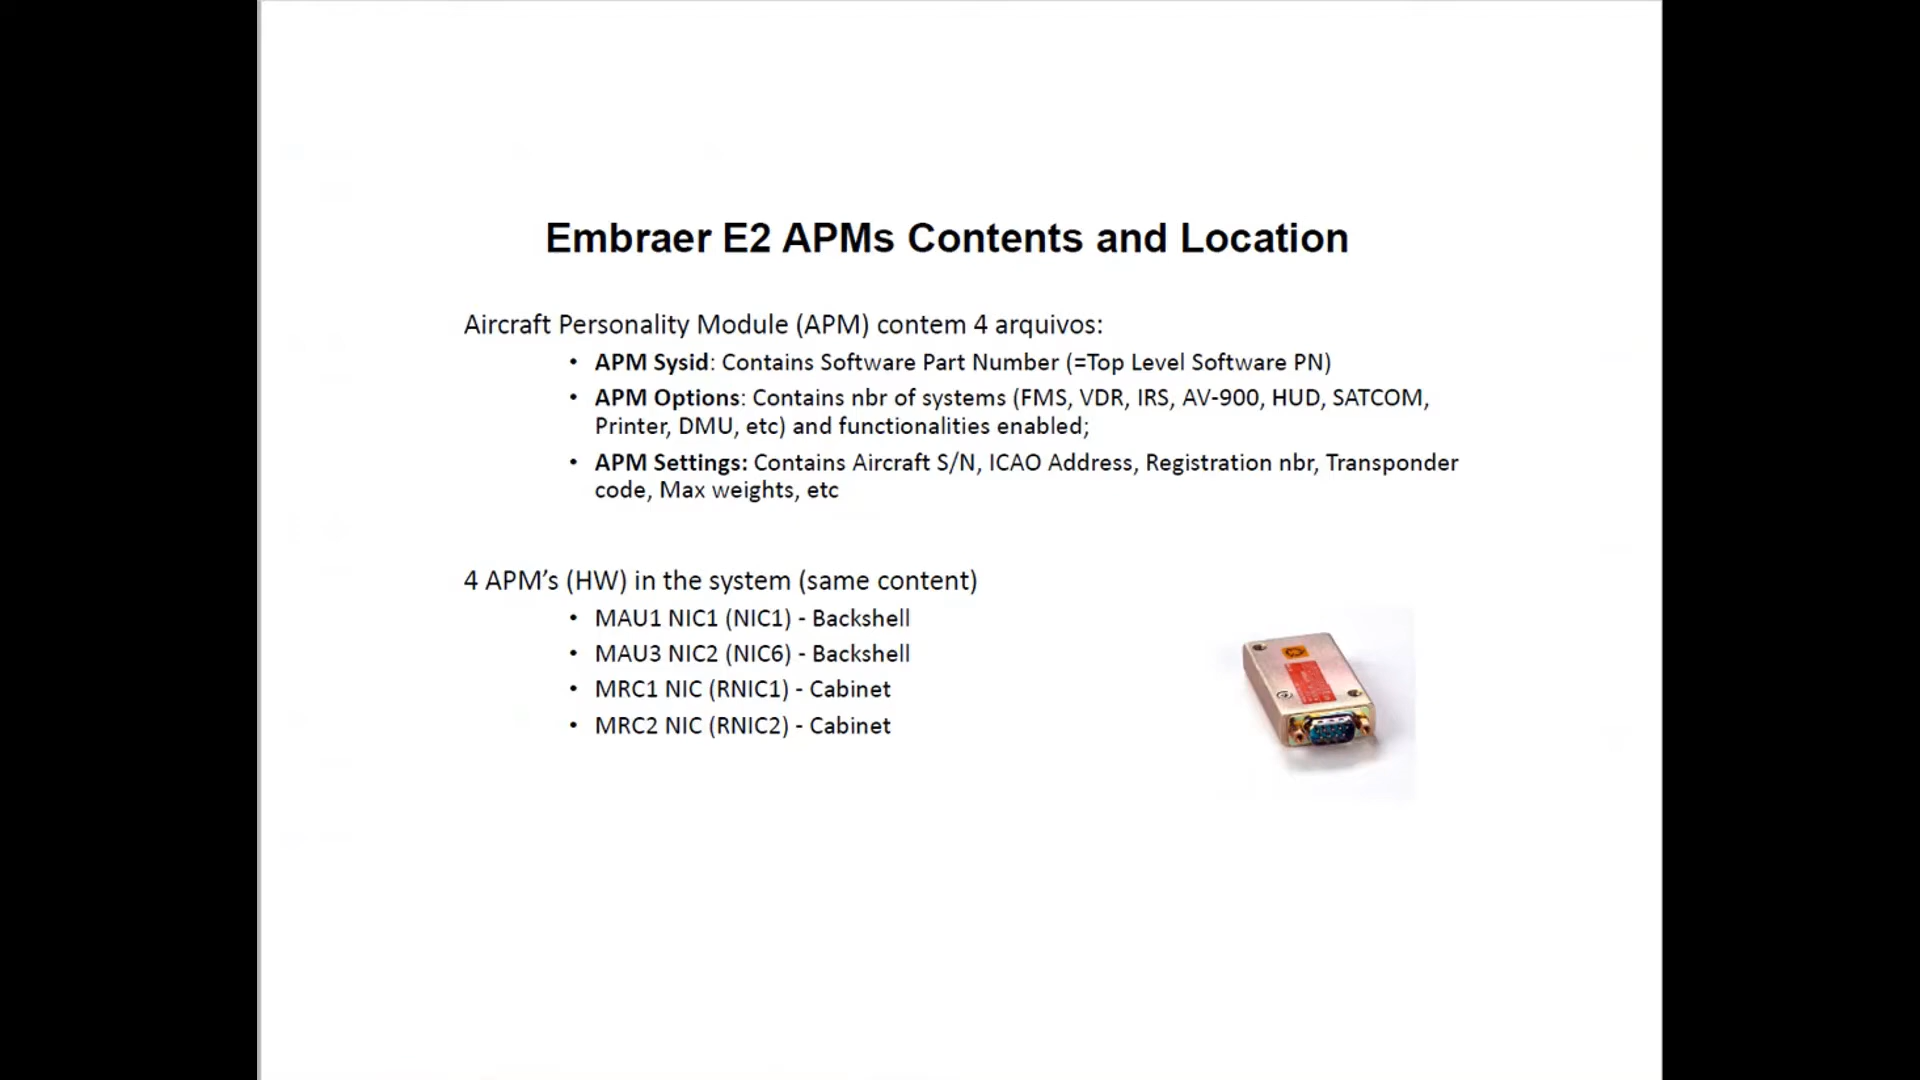 Embraer E2 APMs Contents and Location
Aircraft Personality Module (APM) contem 4 arquivos:
• APM Sysid: Contains Software Part Number (=Top Level Software PN)
• APM Options: Contains nbr of systems (FMS, VDR, IRS, AV-900, HUD, SATCOM,
Printer, DMU, etc) and functionalities enabled;
• APM Settings: Contains Aircraft S/N, ICAO Address, Registration nbr, Transponder
code, Max weights, etc
4 APM’s (HW) in the system (same content)
• MAU1 NIC1 (NIC1) - Backshell
• MAU3 NIC2 (NIC6) - Backshell
• MRC1 NIC (RNIC1) - Cabinet
• MRC2 NIC (RNIC2) - Cabinet